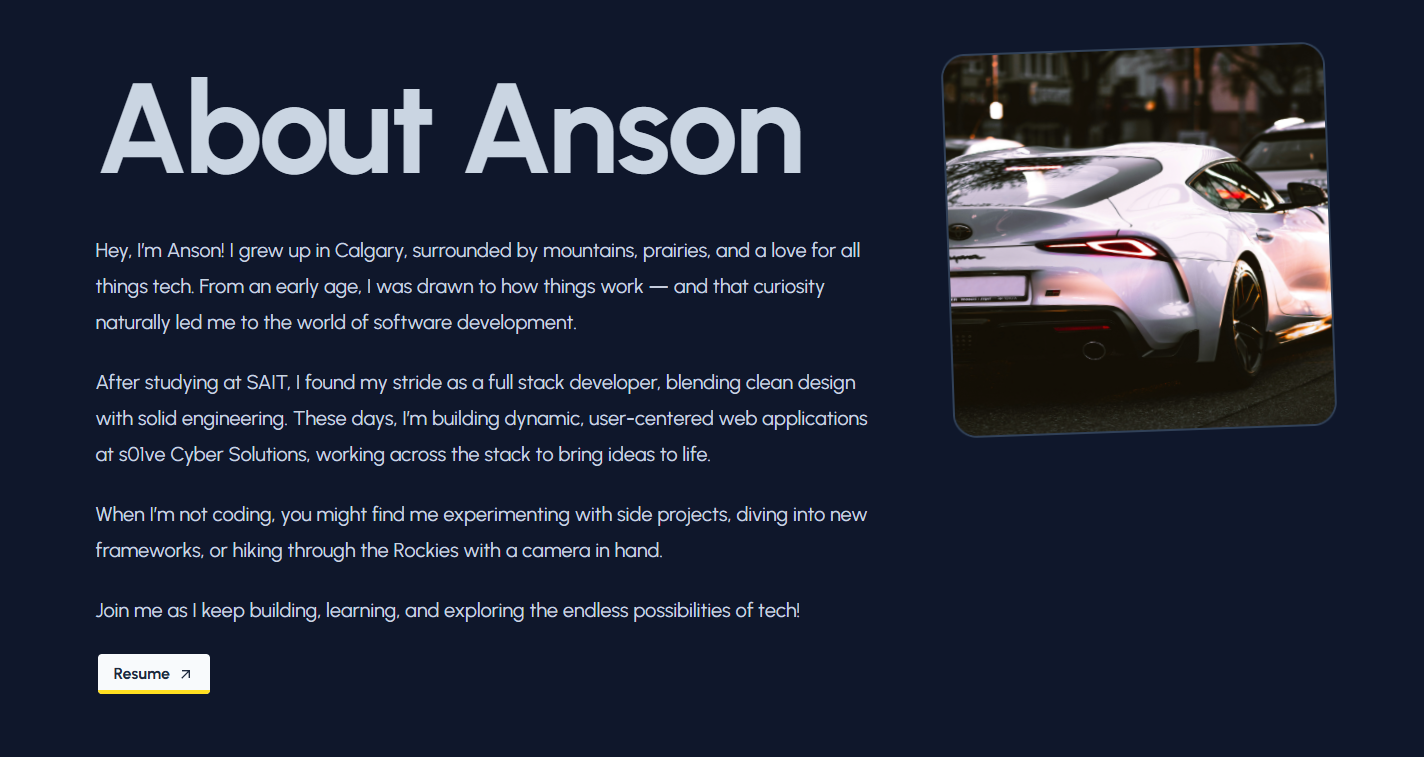 About Anson
Hey, I'm Anson! I grew up in Calgary, surrounded by mountains, prairies, and a love for all
things tech. From an early age, I was drawn to how things work — and that curiosity
naturally led me to the world of software development.
After studying at SAIT, I found my stride as a full stack developer, blending clean design
with solid engineering. These days, I'm building dynamic, user-centered web applications
at s01ve Cyber Solutions, working across the stack to bring ideas to life.
When I'm not coding, you might find me experimenting with side projects, diving into new
frameworks, or hiking through the Rockies with a camera in hand.
Join me as I keep building, learning, and exploring the endless possibilities of tech!
Resume